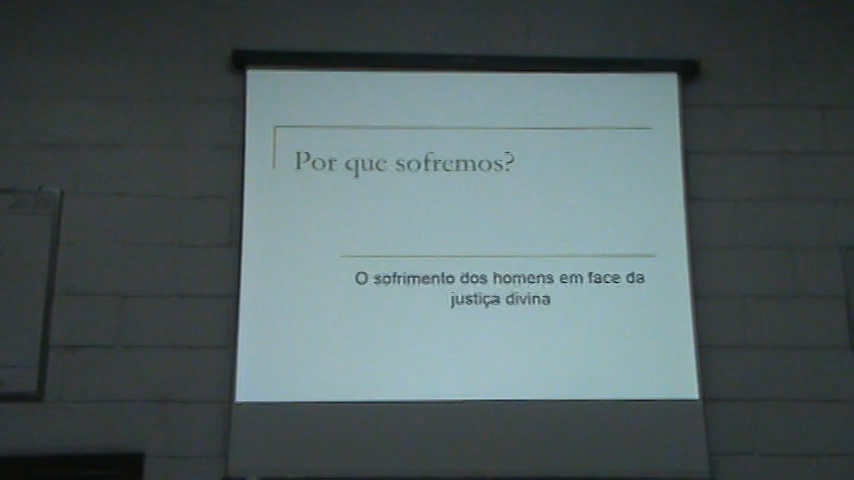 Por que sofremos?
O sofrimento dos homens em face da
justiça divina